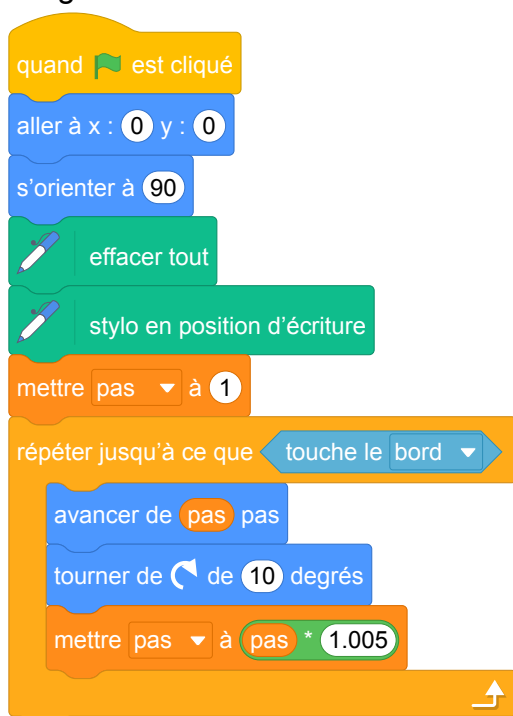 quand est cliqué
aller à x : 0 y : 0
s'orienter à 90
effacer tout
stylo en position d'écriture
mettre pas à 1
répéter jusqu'à ce que touche le bord
avancer de pas pas
tourner de de 10 degrés
mettre pas à pas * 1.005